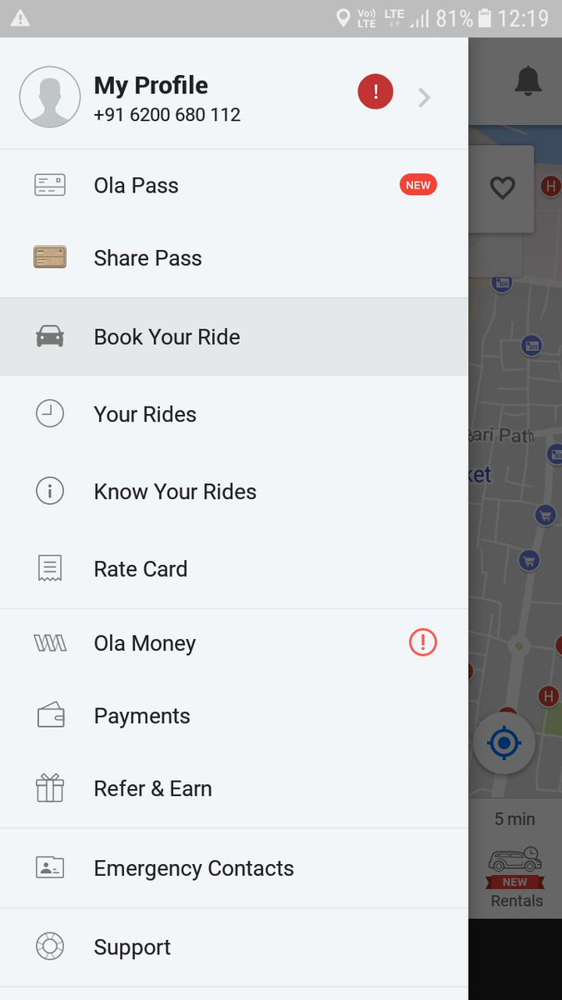 Vo)) LTE LTE 81% 12:19
My Profile
+91 6200 680 112
!
Ola Pass
NEW
Share Pass
Book Your Ride
Your Rides
Know Your Rides
Rate Card
Ola Money
!
Payments
Refer & Earn
Emergency Contacts
Support
H
ari Path
ket
H
5 min
NEW
Rentals